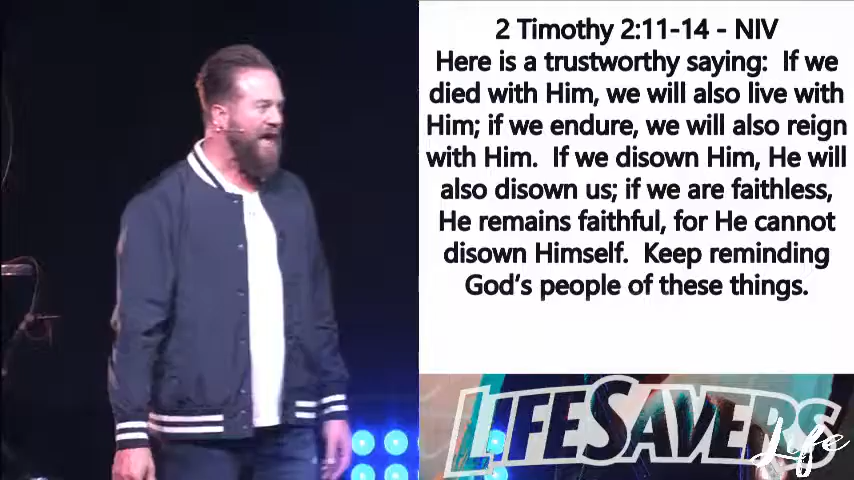 2 Timothy 2:11-14 - NIV
Here is a trustworthy saying:  If we
died with Him, we will also live with
Him; if we endure, we will also reign
with Him.  If we disown Him, He will
also disown us; if we are faithless,
He remains faithful, for He cannot
disown Himself.  Keep reminding
God's people of these things.
LIFESAVERS
Life